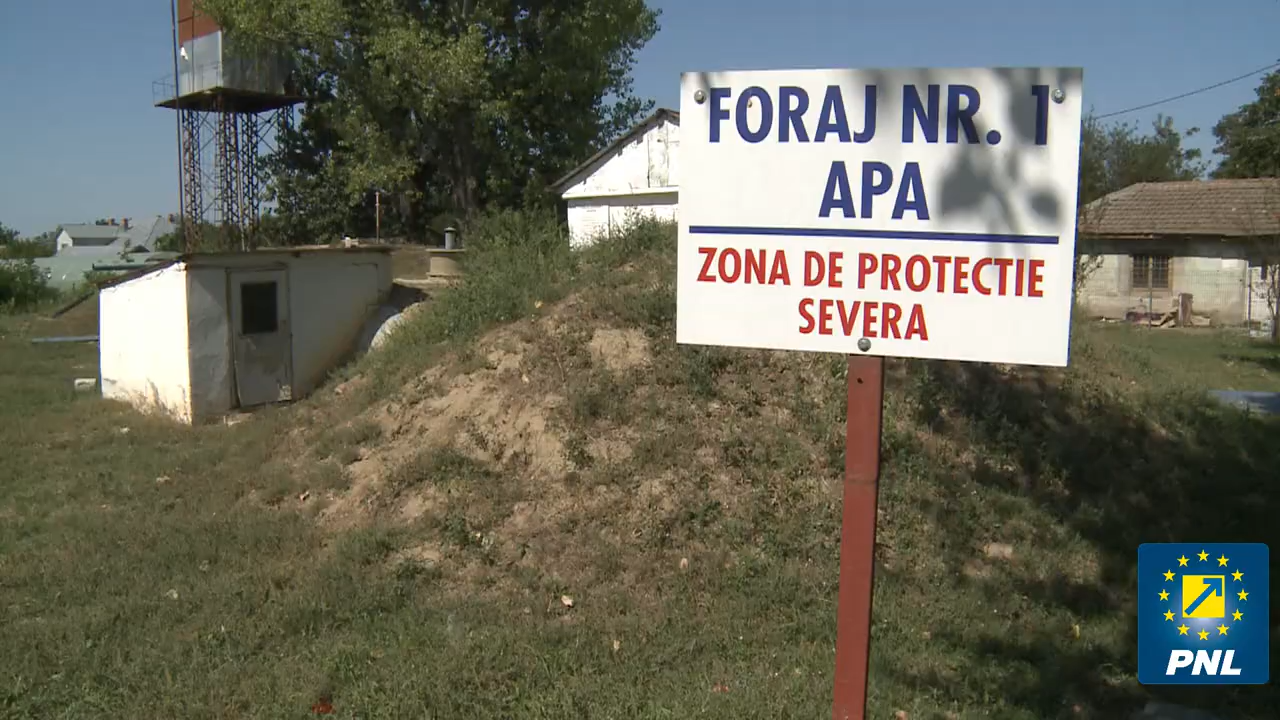 FORAJ NR. 1
APA
ZONA DE PROTECTIE
SEVERA
PNL